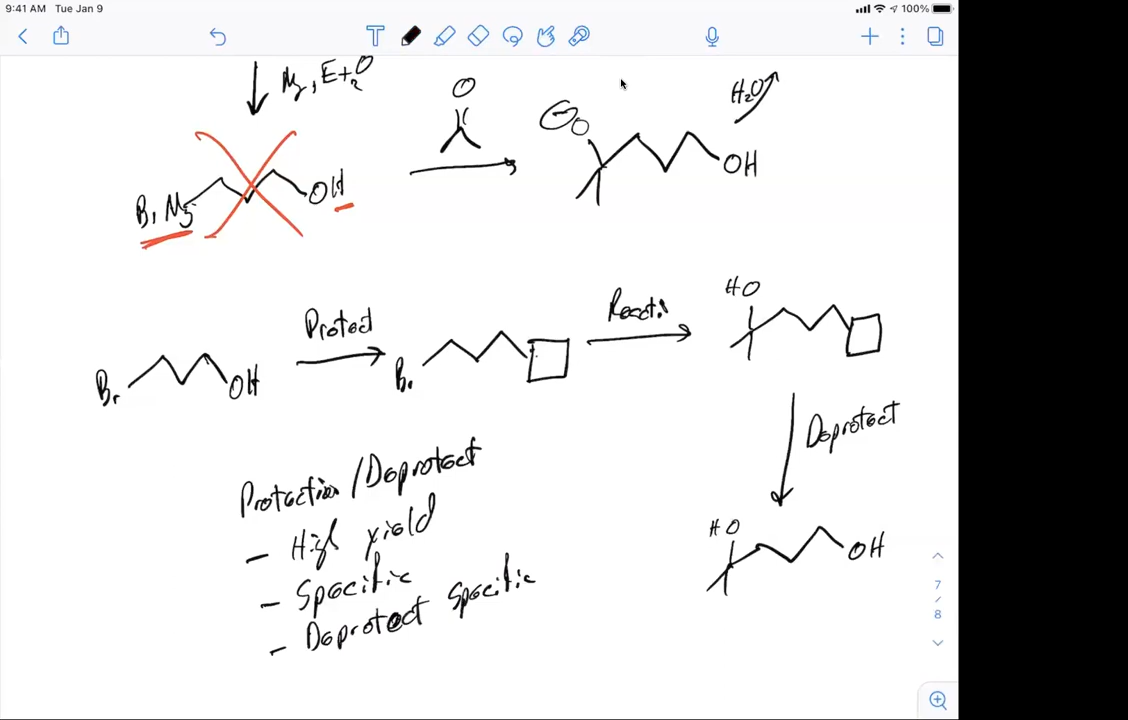 9:41 AM Tue Jan 9
100%
T
Mg, Et2O
O
⊖O
H2O
OH
BrMg
OH
Protect
React!
HO
Br
OH
Br
Deprotect
Protection/Deprotect
- High yield
- Specific
- Deprotect Specific
HO
OH
7
/
8